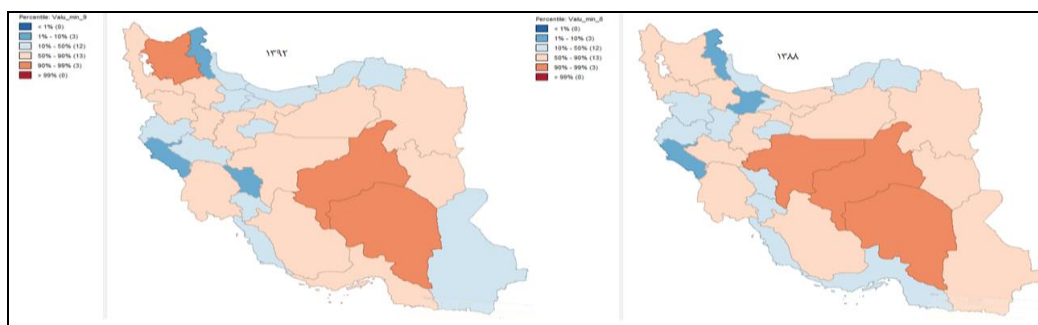 Percentile: Valu_min_9
< 1% (0)
1% - 10% (3)
10% - 50% (12)
50% - 90% (13)
90% - 99% (3)
> 99% (0)
۱۳۹۲
Percentile: Valu_min_8
< 1% (0)
1% - 10% (3)
10% - 50% (12)
50% - 90% (13)
90% - 99% (3)
> 99% (0)
۱۳۸۸